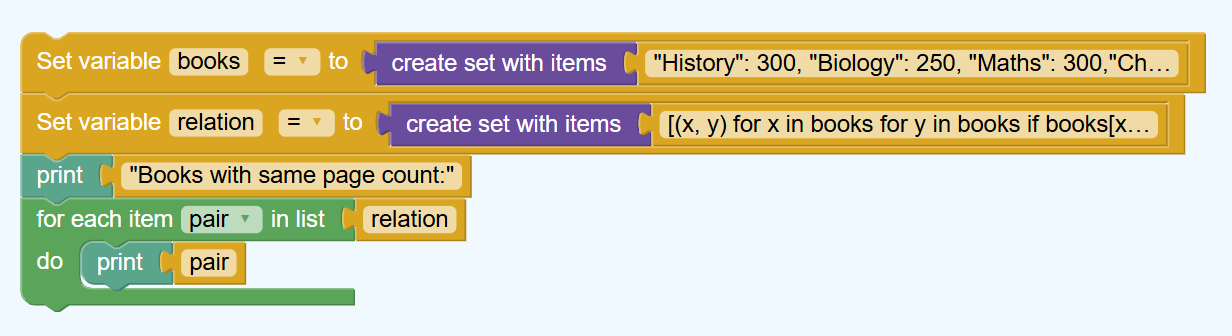 Set variable books = to create set with items "History": 300, "Biology": 250, "Maths": 300,"Ch...
Set variable relation = to create set with items [(x, y) for x in books for y in books if books[x...
print "Books with same page count:"
for each item pair in list relation
do print pair